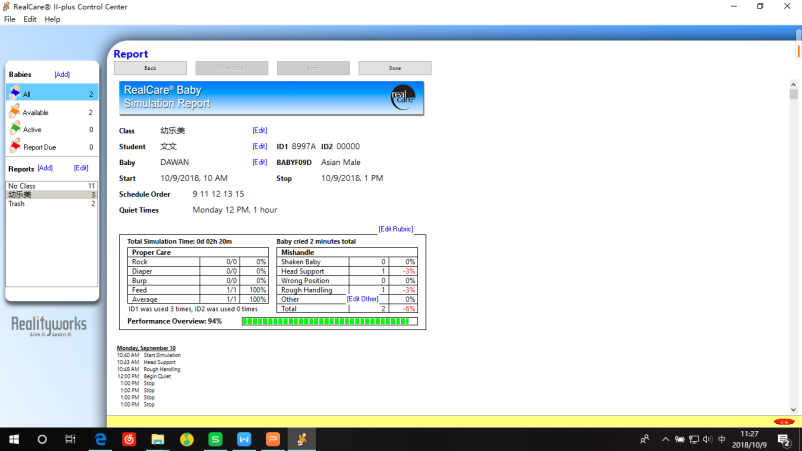 RealCare® II-plus Control Center
File Edit Help
Report
Back Previous Next Done
Babies [Add]
All 2
Available 2
Active 0
Report Due 0
Reports [Add] [Edit]
No Class 11
幼乐美 3
Trash 2
Realityworks
Live it Learn it
RealCare® Baby
Simulation Report
real care®
Class 幼乐美 [Edit]
Student 文文 [Edit] ID1 8997A ID2 00000
Baby DAWAN [Edit] BABYF09D Asian Male
Start 10/9/2018, 10 AM Stop 10/9/2018, 1 PM
Schedule Order 9 11 12 13 15
Quiet Times Monday 12 PM, 1 hour
[Edit Rubric]
Total Simulation Time: 0d 02h 20m Baby cried 2 minutes total
Proper Care Mishandle
Rock 0/0 0% Shaken Baby 0 0%
Diaper 0/0 0% Head Support 1 -3%
Burp 0/0 0% Wrong Position 0 0%
Feed 1/1 100% Rough Handling 1 -3%
Average 1/1 100% Other [Edit Other] 0%
ID1 was used 3 times, ID2 was used 0 times Total 2 -6%
Performance Overview: 94%
Monday, September 10
10:40 AM Start Simulation
10:43 AM Head Support
10:48 AM Rough Handling
12:00 PM Begin Quiet
1:00 PM Stop
1:00 PM Stop
1:00 PM Stop
1:00 PM Stop
中 11:27
2018/10/9
2